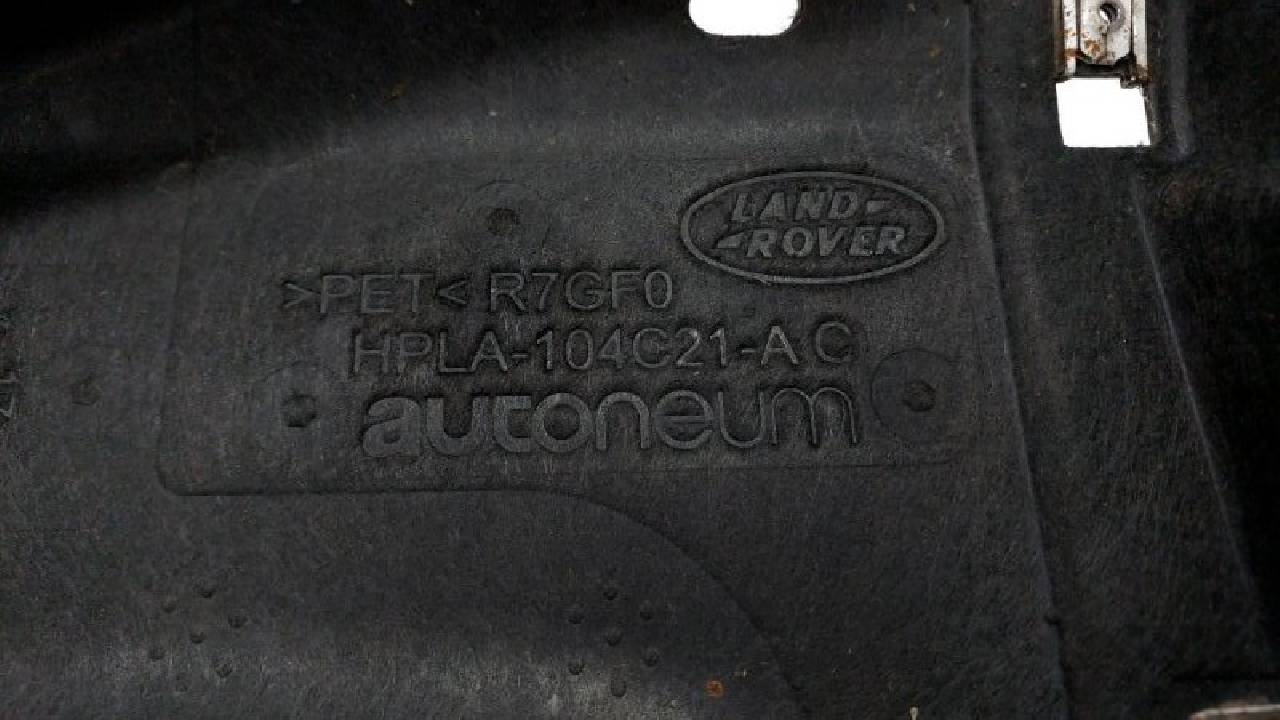 LAND-
-ROVER
>PET< R7GF0
HPLA-104C21-AC
autoneum